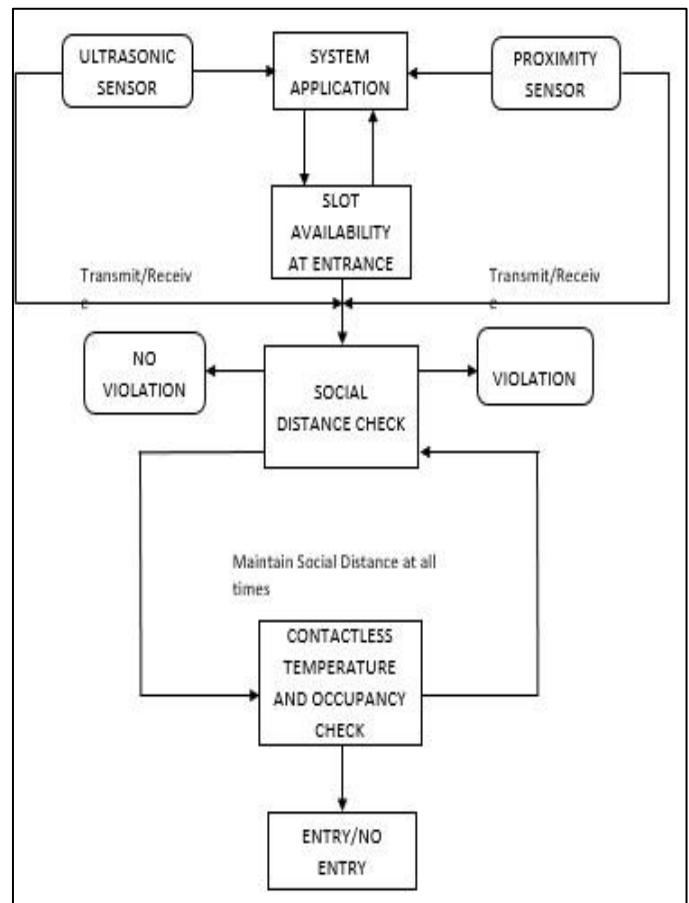 ULTRASONIC
SENSOR
SYSTEM
APPLICATION
PROXIMITY
SENSOR
SLOT
AVAILABILITY
AT ENTRANCE
Transmit/Receiv
e
Transmit/Receiv
e
NO
VIOLATION
SOCIAL
DISTANCE CHECK
VIOLATION
Maintain Social Distance at all
times
CONTACTLESS
TEMPERATURE
AND OCCUPANCY
CHECK
ENTRY/NO
ENTRY